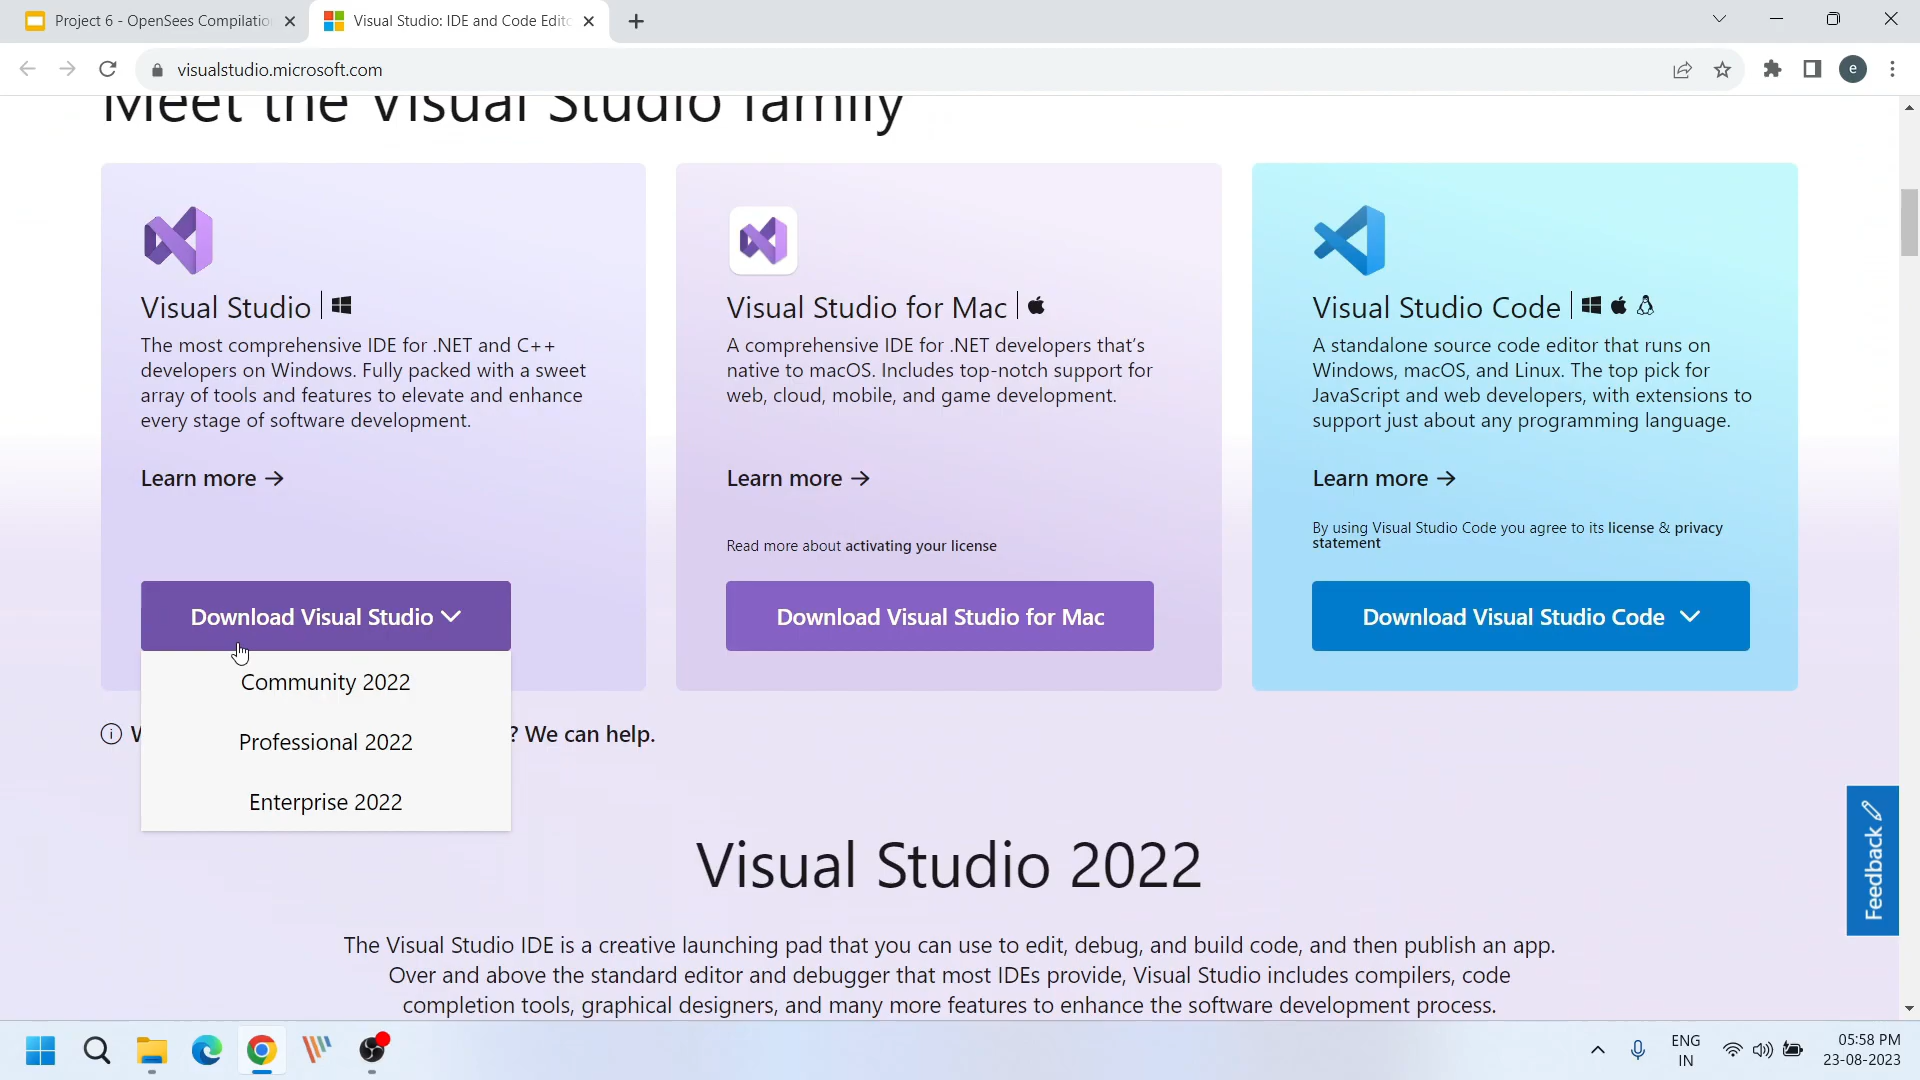 Project 6 - OpenSees Compilatio
Visual Studio: IDE and Code Edito
visualstudio.microsoft.com
e
Meet the Visual Studio family
Visual Studio
The most comprehensive IDE for .NET and C++
developers on Windows. Fully packed with a sweet
array of tools and features to elevate and enhance
every stage of software development.
Learn more →
Download Visual Studio
Community 2022
Professional 2022
Enterprise 2022
Visual Studio for Mac
A comprehensive IDE for .NET developers that's
native to macOS. Includes top-notch support for
web, cloud, mobile, and game development.
Learn more →
Read more about activating your license
Download Visual Studio for Mac
Visual Studio Code
A standalone source code editor that runs on
Windows, macOS, and Linux. The top pick for
JavaScript and web developers, with extensions to
support just about any programming language.
Learn more →
By using Visual Studio Code you agree to its license & privacy
statement
Download Visual Studio Code
? We can help.
Feedback
Visual Studio 2022
The Visual Studio IDE is a creative launching pad that you can use to edit, debug, and build code, and then publish an app.
Over and above the standard editor and debugger that most IDEs provide, Visual Studio includes compilers, code
completion tools, graphical designers, and many more features to enhance the software development process.
ENG
IN
05:58 PM
23-08-2023